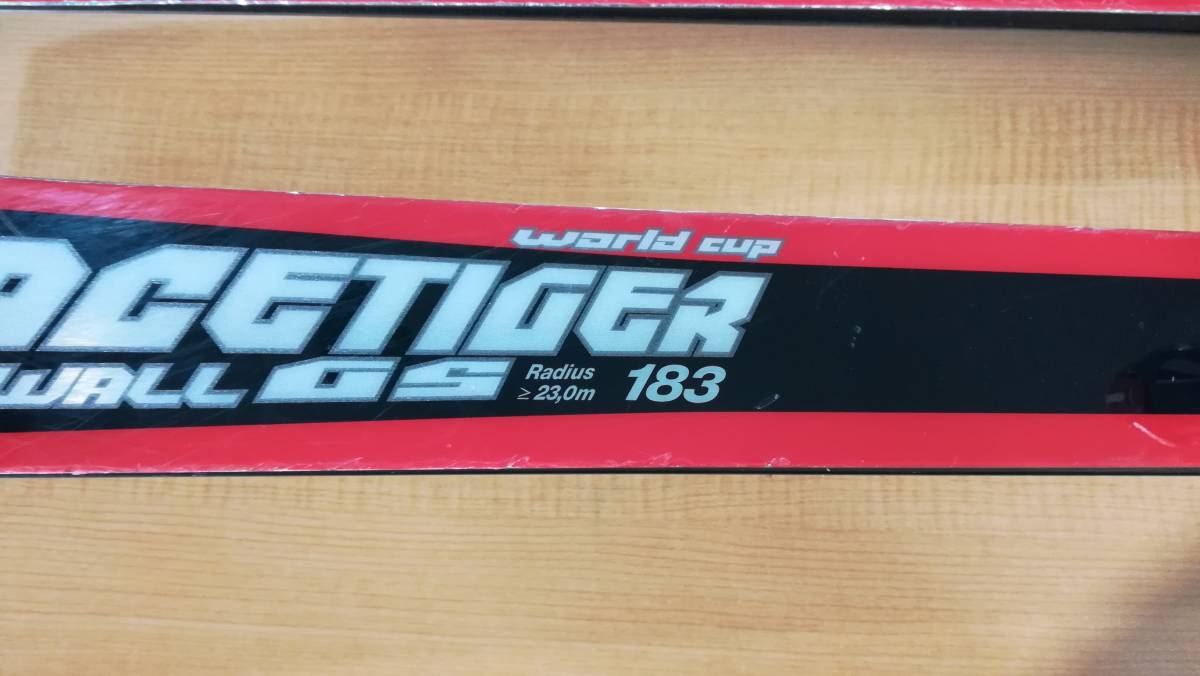 world cup
ACETIGER
WALL GS Radius ≥ 23,0m 183